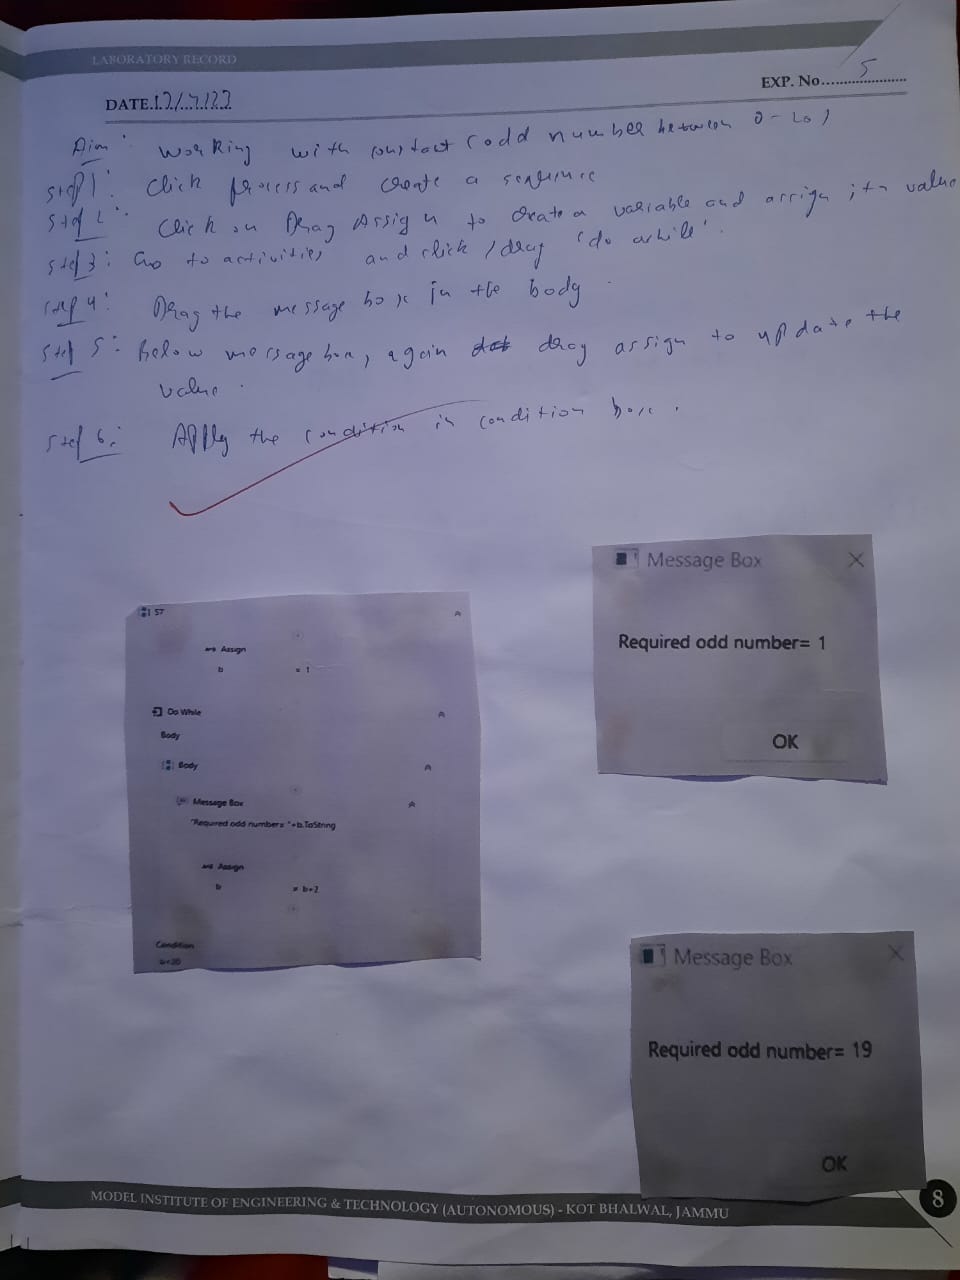 LABORATORY RECORD
EXP. No. 5
DATE.12/4/22
Aim: Working with constact (odd number between 0-20)
Step 1: Click process and create a sequence
Step 2: Click on Drag Assign to create a variable and assign its value
Step 3: Go to activities and click / drag 'do while'.
Step 4: Drag the message box in the body.
Step 5: Below message box, again drag assign to update the
value.
Step 6: Apply the condition in condition box.
Message Box
Required odd number= 1
OK
S7
Assign
b = 1
Do While
Body
Body
Message Box
"Required odd number= "+b.ToString
Assign
b = b+2
Condition
Message Box
Required odd number= 19
OK
MODEL INSTITUTE OF ENGINEERING & TECHNOLOGY (AUTONOMOUS) - KOT BHALWAL, JAMMU
8